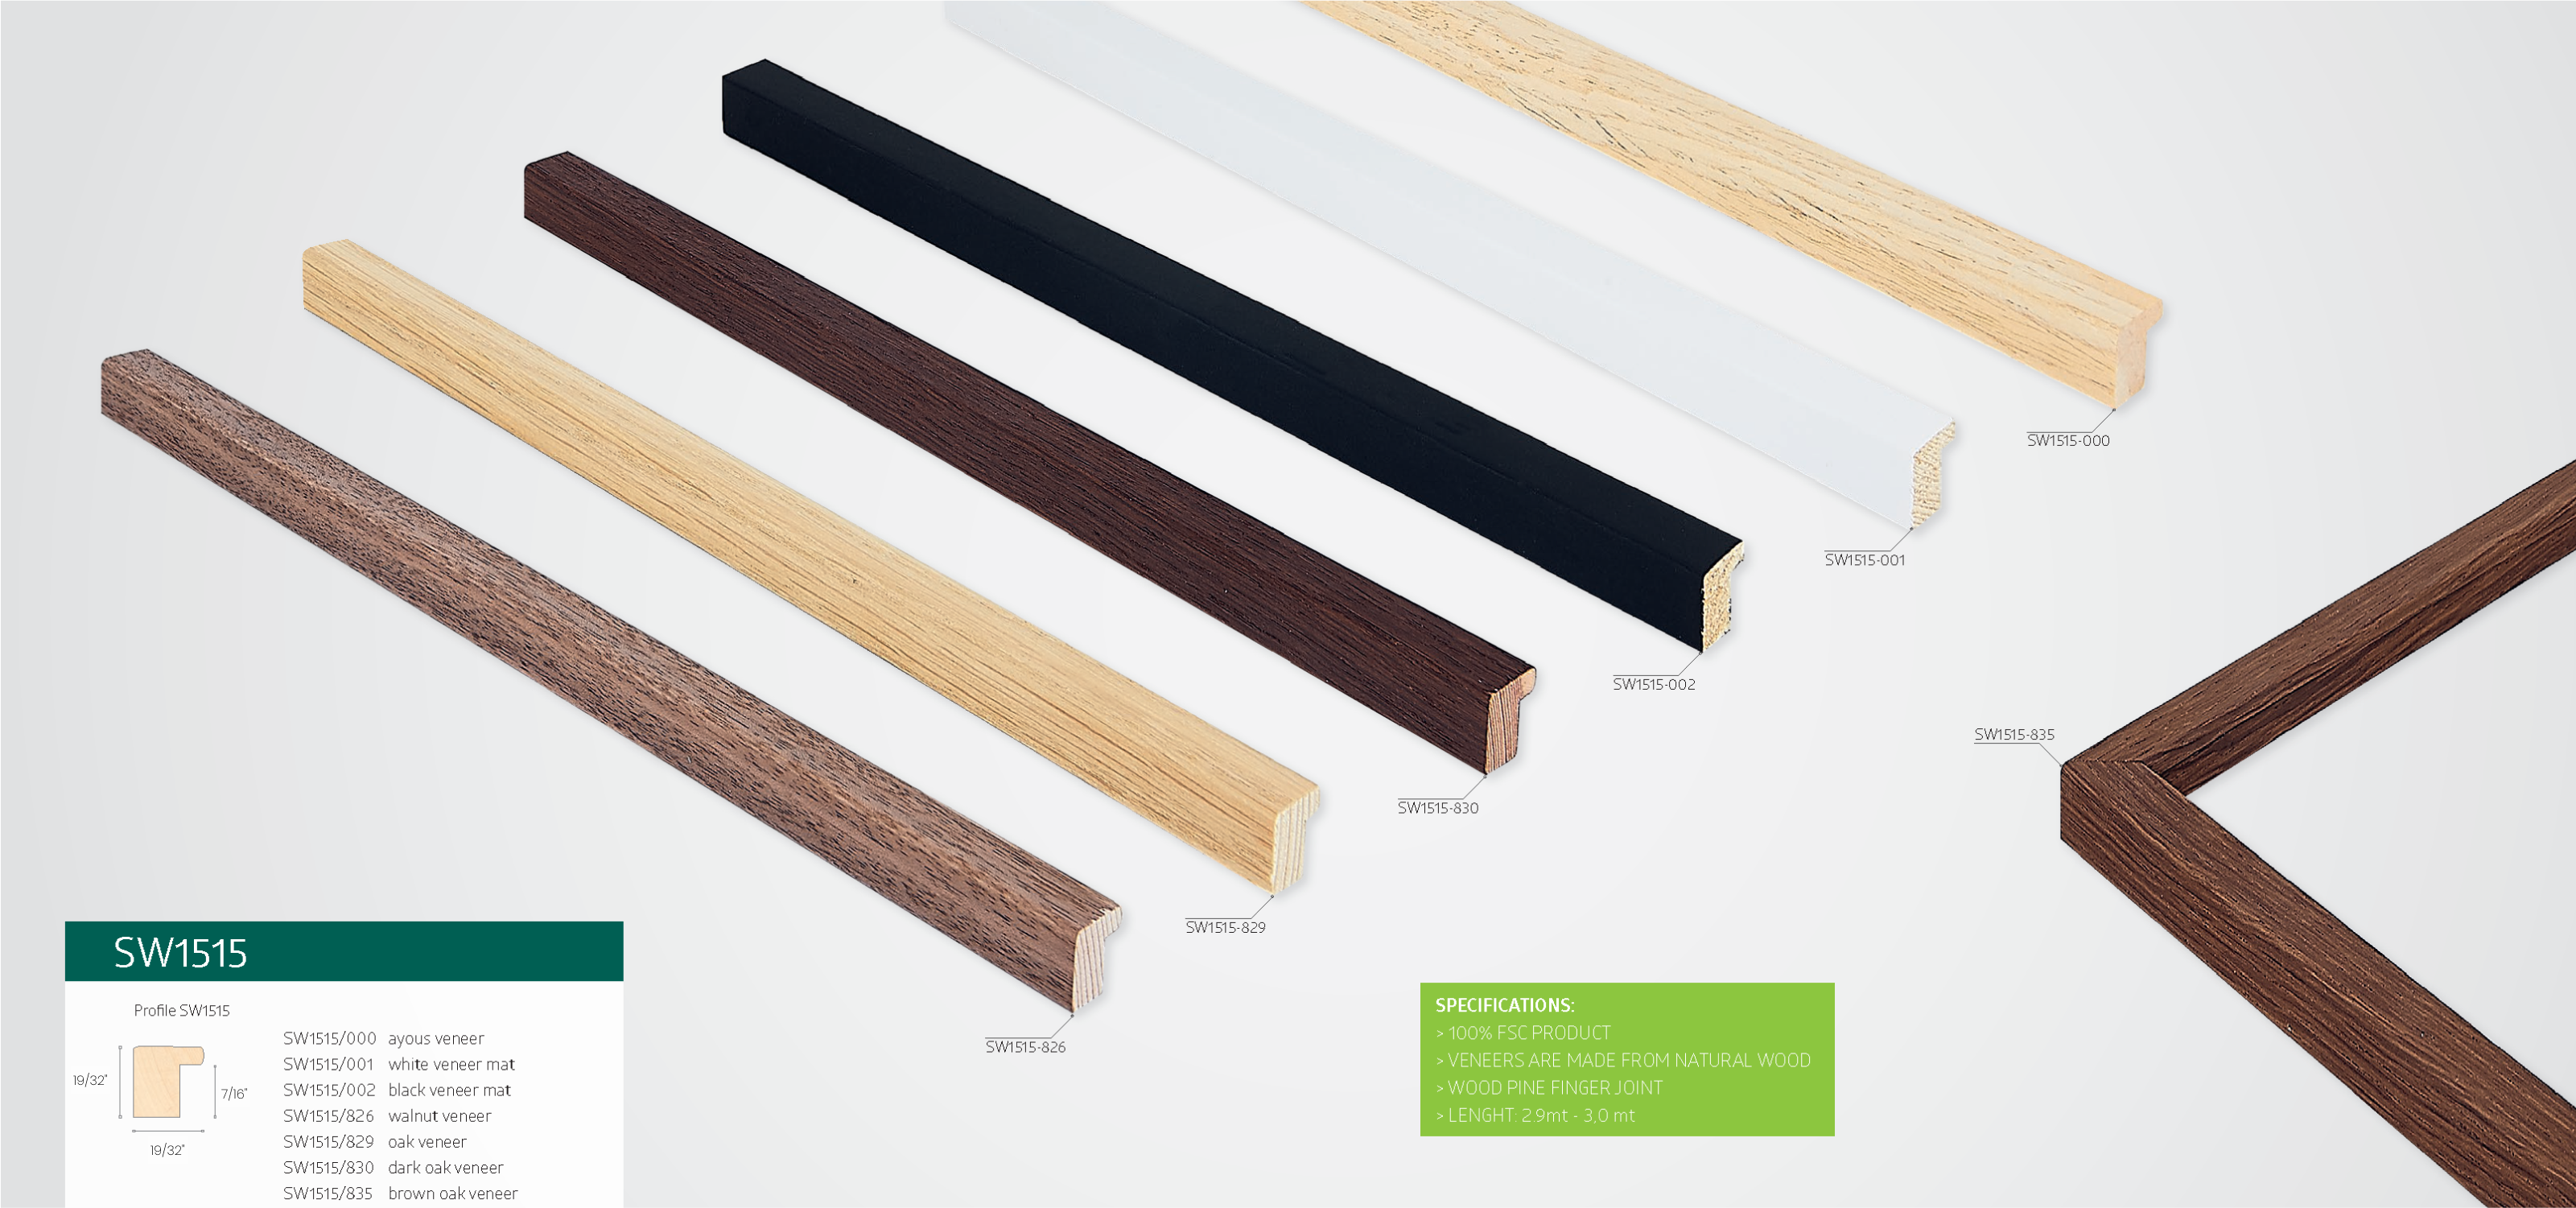 SW1515-000
SW1515-001
SW1515-002
SW1515-835
SW1515-830
SW1515-829
SW1515-826
SW1515
Profile SW1515
19/32"
7/16"
19/32"
SW1515/000 ayous veneer
SW1515/001 white veneer mat
SW1515/002 black veneer mat
SW1515/826 walnut veneer
SW1515/829 oak veneer
SW1515/830 dark oak veneer
SW1515/835 brown oak veneer
SPECIFICATIONS:
> 100% FSC PRODUCT
> VENEERS ARE MADE FROM NATURAL WOOD
> WOOD PINE FINGER JOINT
> LENGHT: 2.9mt - 3,0 mt